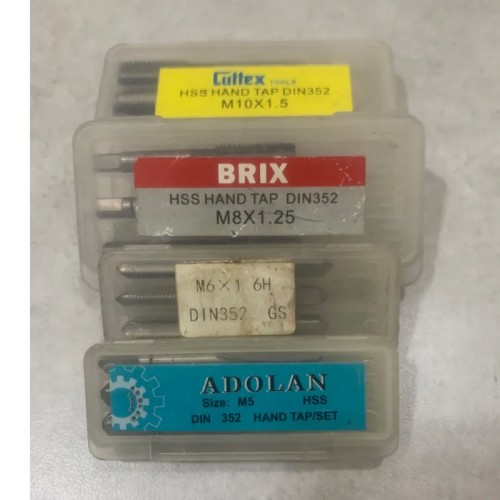 Cultex TOOLS
HSS HAND TAP DIN352
M10X1.5
BRIX
HSS HAND TAP DIN352
M8X1.25
M6×1 6H
DIN352 GS
ADOLAN
Size: M5 HSS
DIN 352 HAND TAP/SET